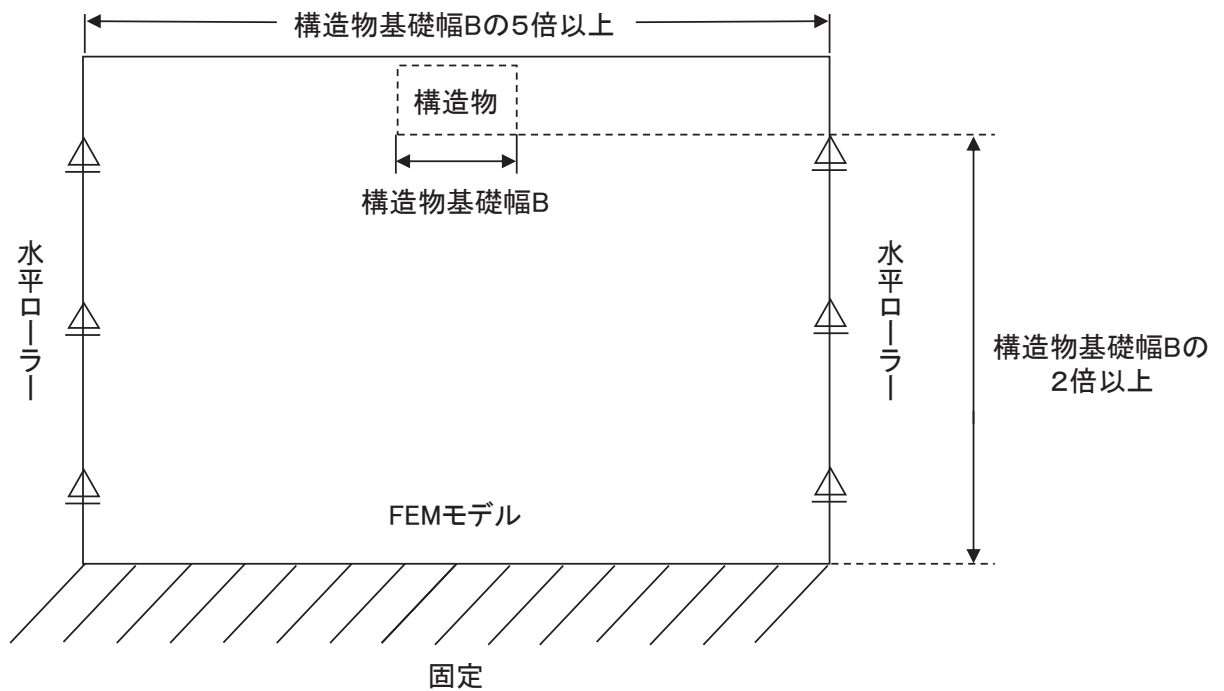 構造物基礎幅Bの5倍以上
構造物
構造物基礎幅B
水平ローラー
水平ローラー
構造物基礎幅Bの
2倍以上
FEMモデル
固定